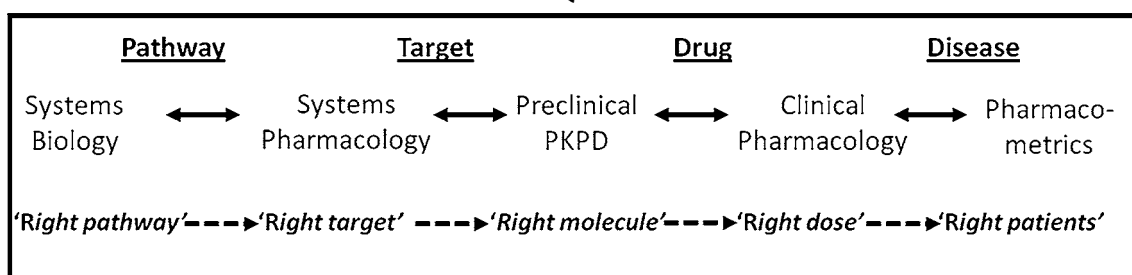 Pathway Target Drug Disease
Systems Systems Preclinical Clinical Pharmaco-
Biology Pharmacology PKPD Pharmacology metrics
‘Right pathway’ ‘Right target’ ‘Right molecule’ ‘Right dose’ ‘Right patients’